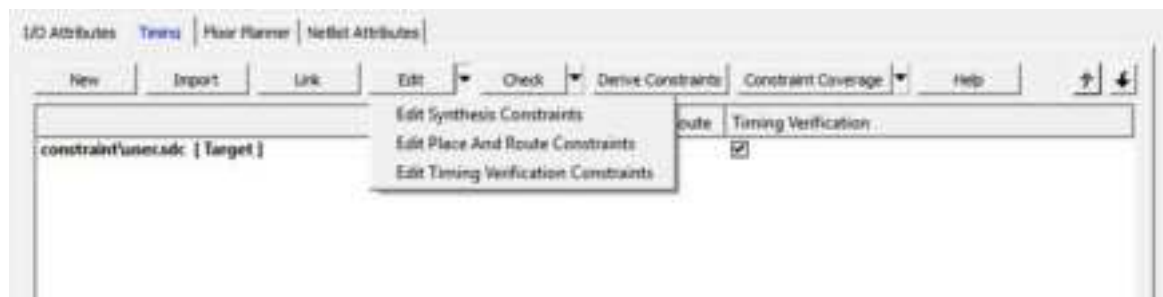 I/O Attributes Timing Floor Planner Netlist Attributes
New Import Link Edit Check Derive Constraints Constraint Coverage Help
Edit Synthesis Constraints
oute Timing Verification
Edit Place And Route Constraints
constraint\user.sdc [ Target ]
Edit Timing Verification Constraints